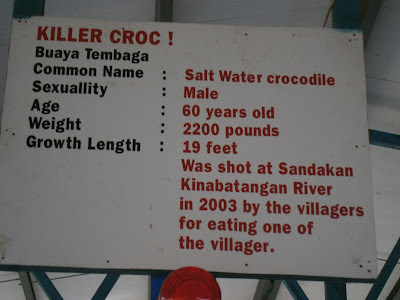 KILLER CROC !
Buaya Tembaga
Common Name : Salt Water crocodile
Sexuallity : Male
Age : 60 years old
Weight : 2200 pounds
Growth Length : 19 feet
Was shot at Sandakan
Kinabatangan River
in 2003 by the villagers
for eating one of
the villager.